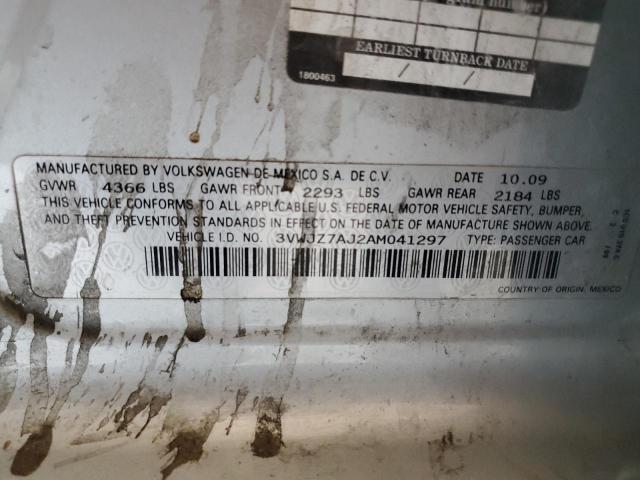 number)
EARLIEST TURNBACK DATE
/ / /
1800463
MANUFACTURED BY VOLKSWAGEN DE MEXICO S.A. DE C.V. DATE 10.09
GVWR 4366 LBS GAWR FRONT 2293 LBS GAWR REAR 2184 LBS
THIS VEHICLE CONFORMS TO ALL APPLICABLE U.S. FEDERAL MOTOR VEHICLE SAFETY, BUMPER,
AND THEFT PREVENTION STANDARDS IN EFFECT ON THE DATE OF MANUFACTURE SHOWN ABOVE
VEHICLE I.D. NO. 3VWJZ7AJ2AM041297 TYPE: PASSENGER CAR
COUNTRY OF ORIGIN. MEXICO